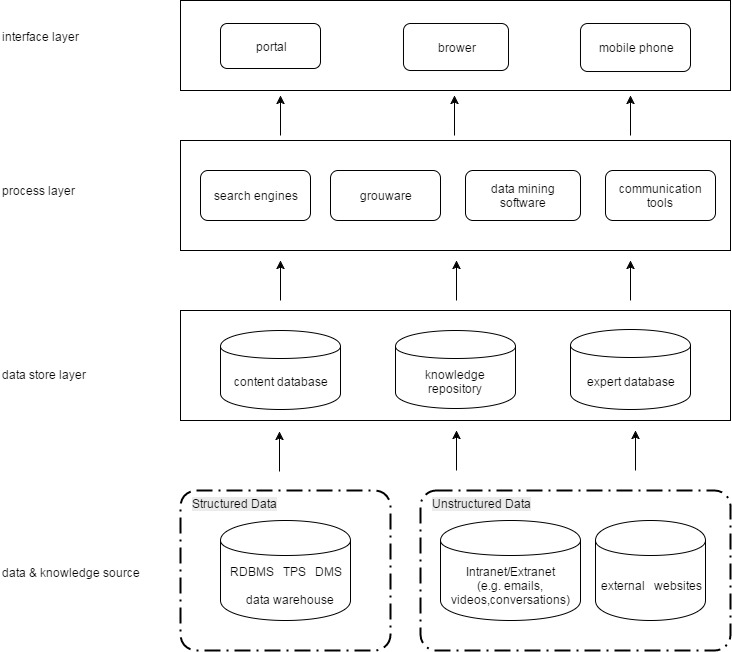 interface layer
portal
brower
mobile phone
process layer
search engines
grouware
data mining
software
communication
tools
data store layer
content database
knowledge
repository
expert database
Structured Data
Unstructured Data
data & knowledge source
RDBMS TPS DMS
data warehouse
Intranet/Extranet
(e.g. emails,
videos,conversations)
external websites